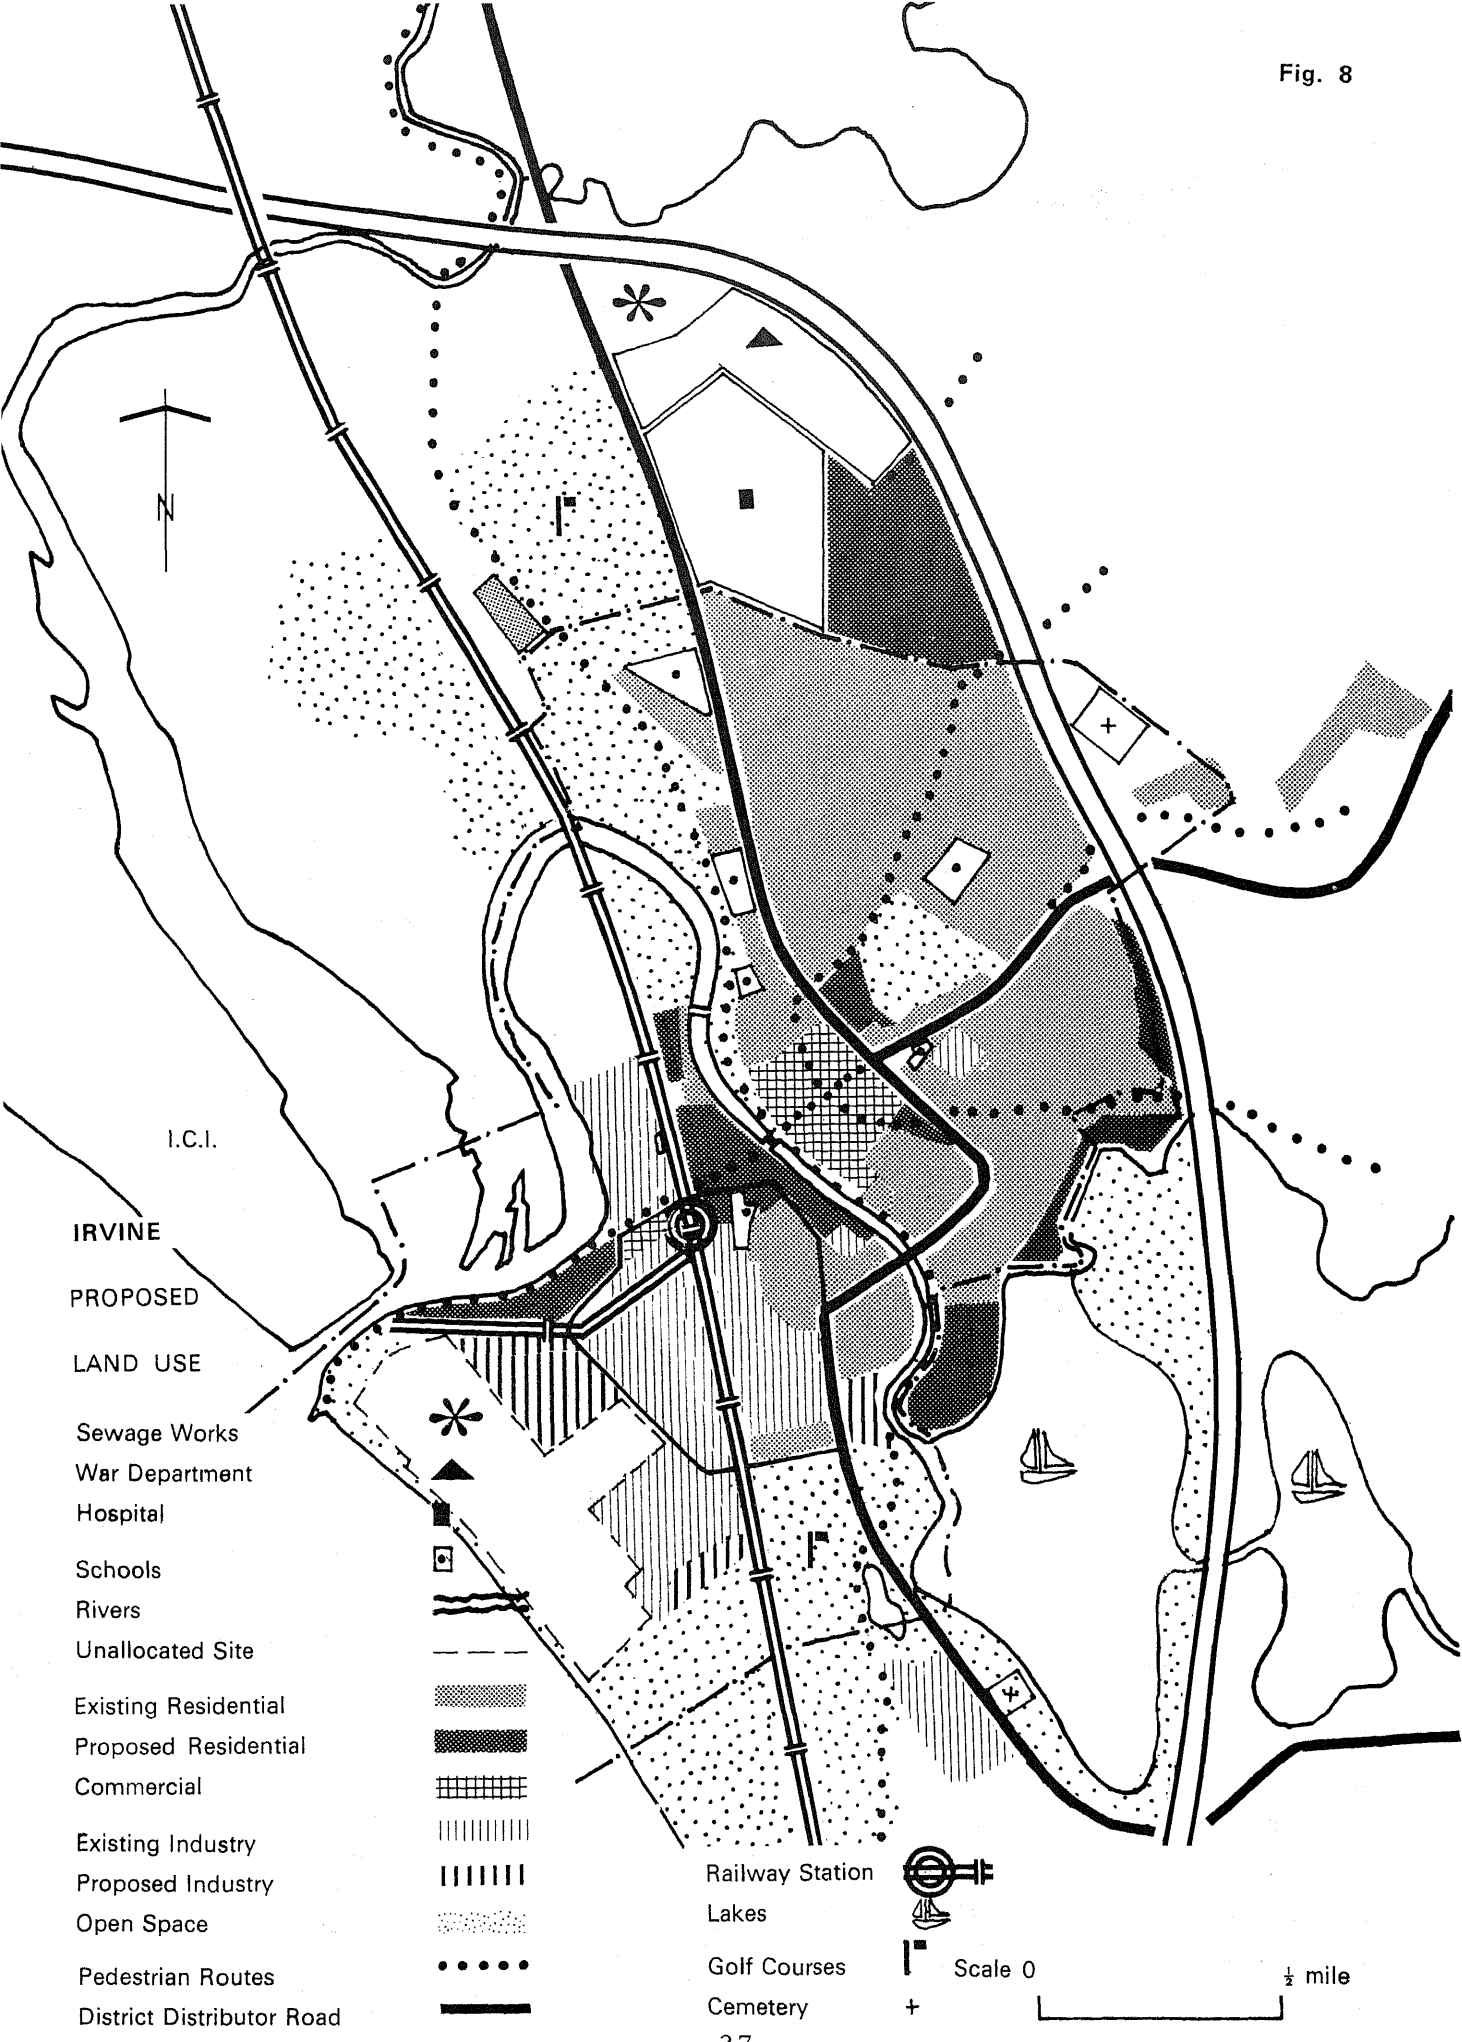 Fig. 8
N
I.C.I.
IRVINE
PROPOSED
LAND USE
Sewage Works
War Department
Hospital
Schools
Rivers
Unallocated Site
Existing Residential
Proposed Residential
Commercial
Existing Industry
Proposed Industry
Open Space
Pedestrian Routes
District Distributor Road
Railway Station
Lakes
Golf Courses
Cemetery
Scale 0 ½ mile